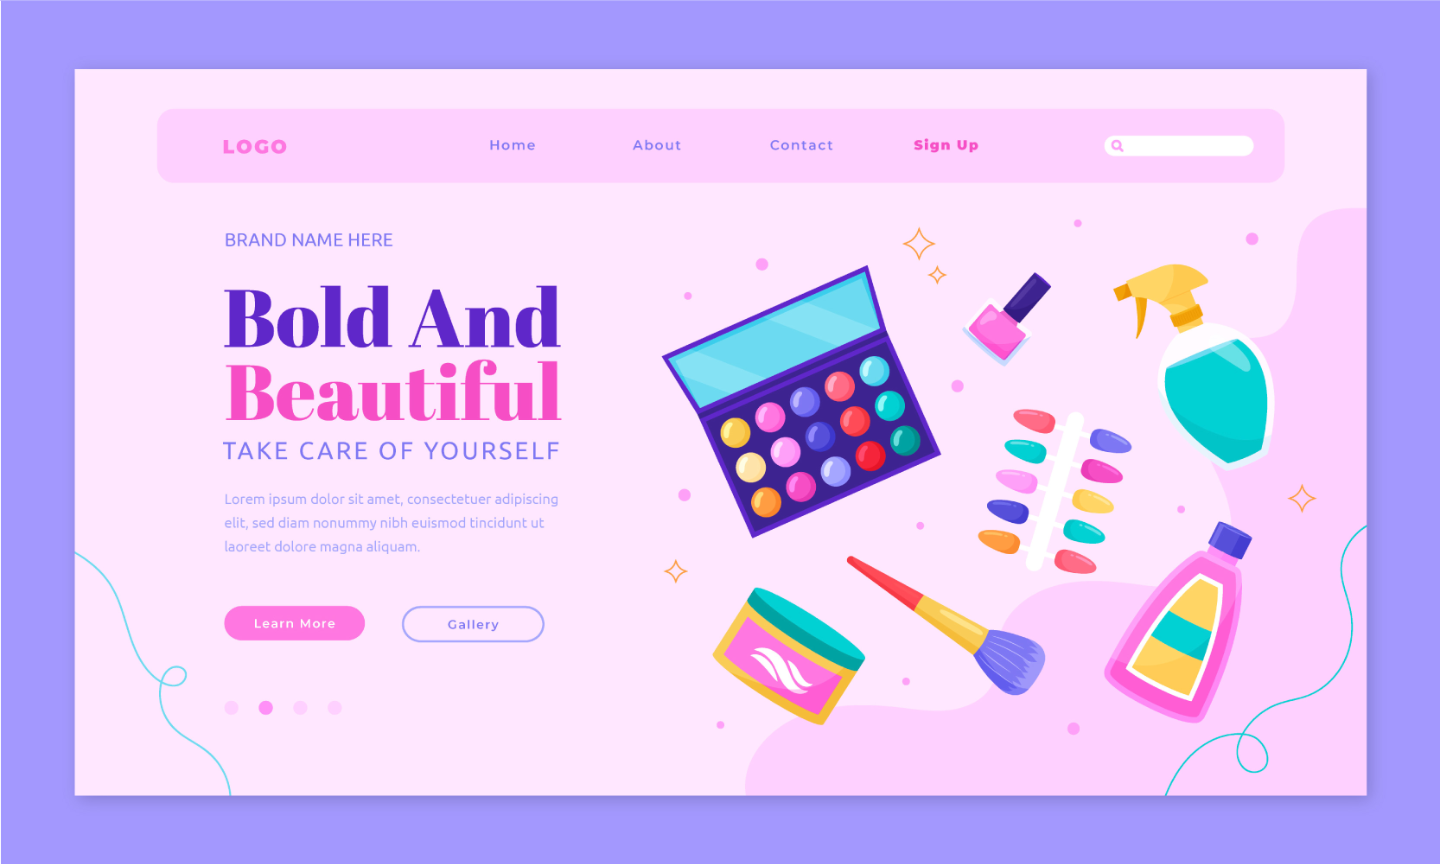 LOGO
Home
About
Contact
Sign Up
BRAND NAME HERE
Bold And
Beautiful
TAKE CARE OF YOURSELF
Lorem ipsum dolor sit amet, consectetuer adipiscing
elit, sed diam nonummy nibh euismod tincidunt ut
laoreet dolore magna aliquam.
Learn More
Gallery